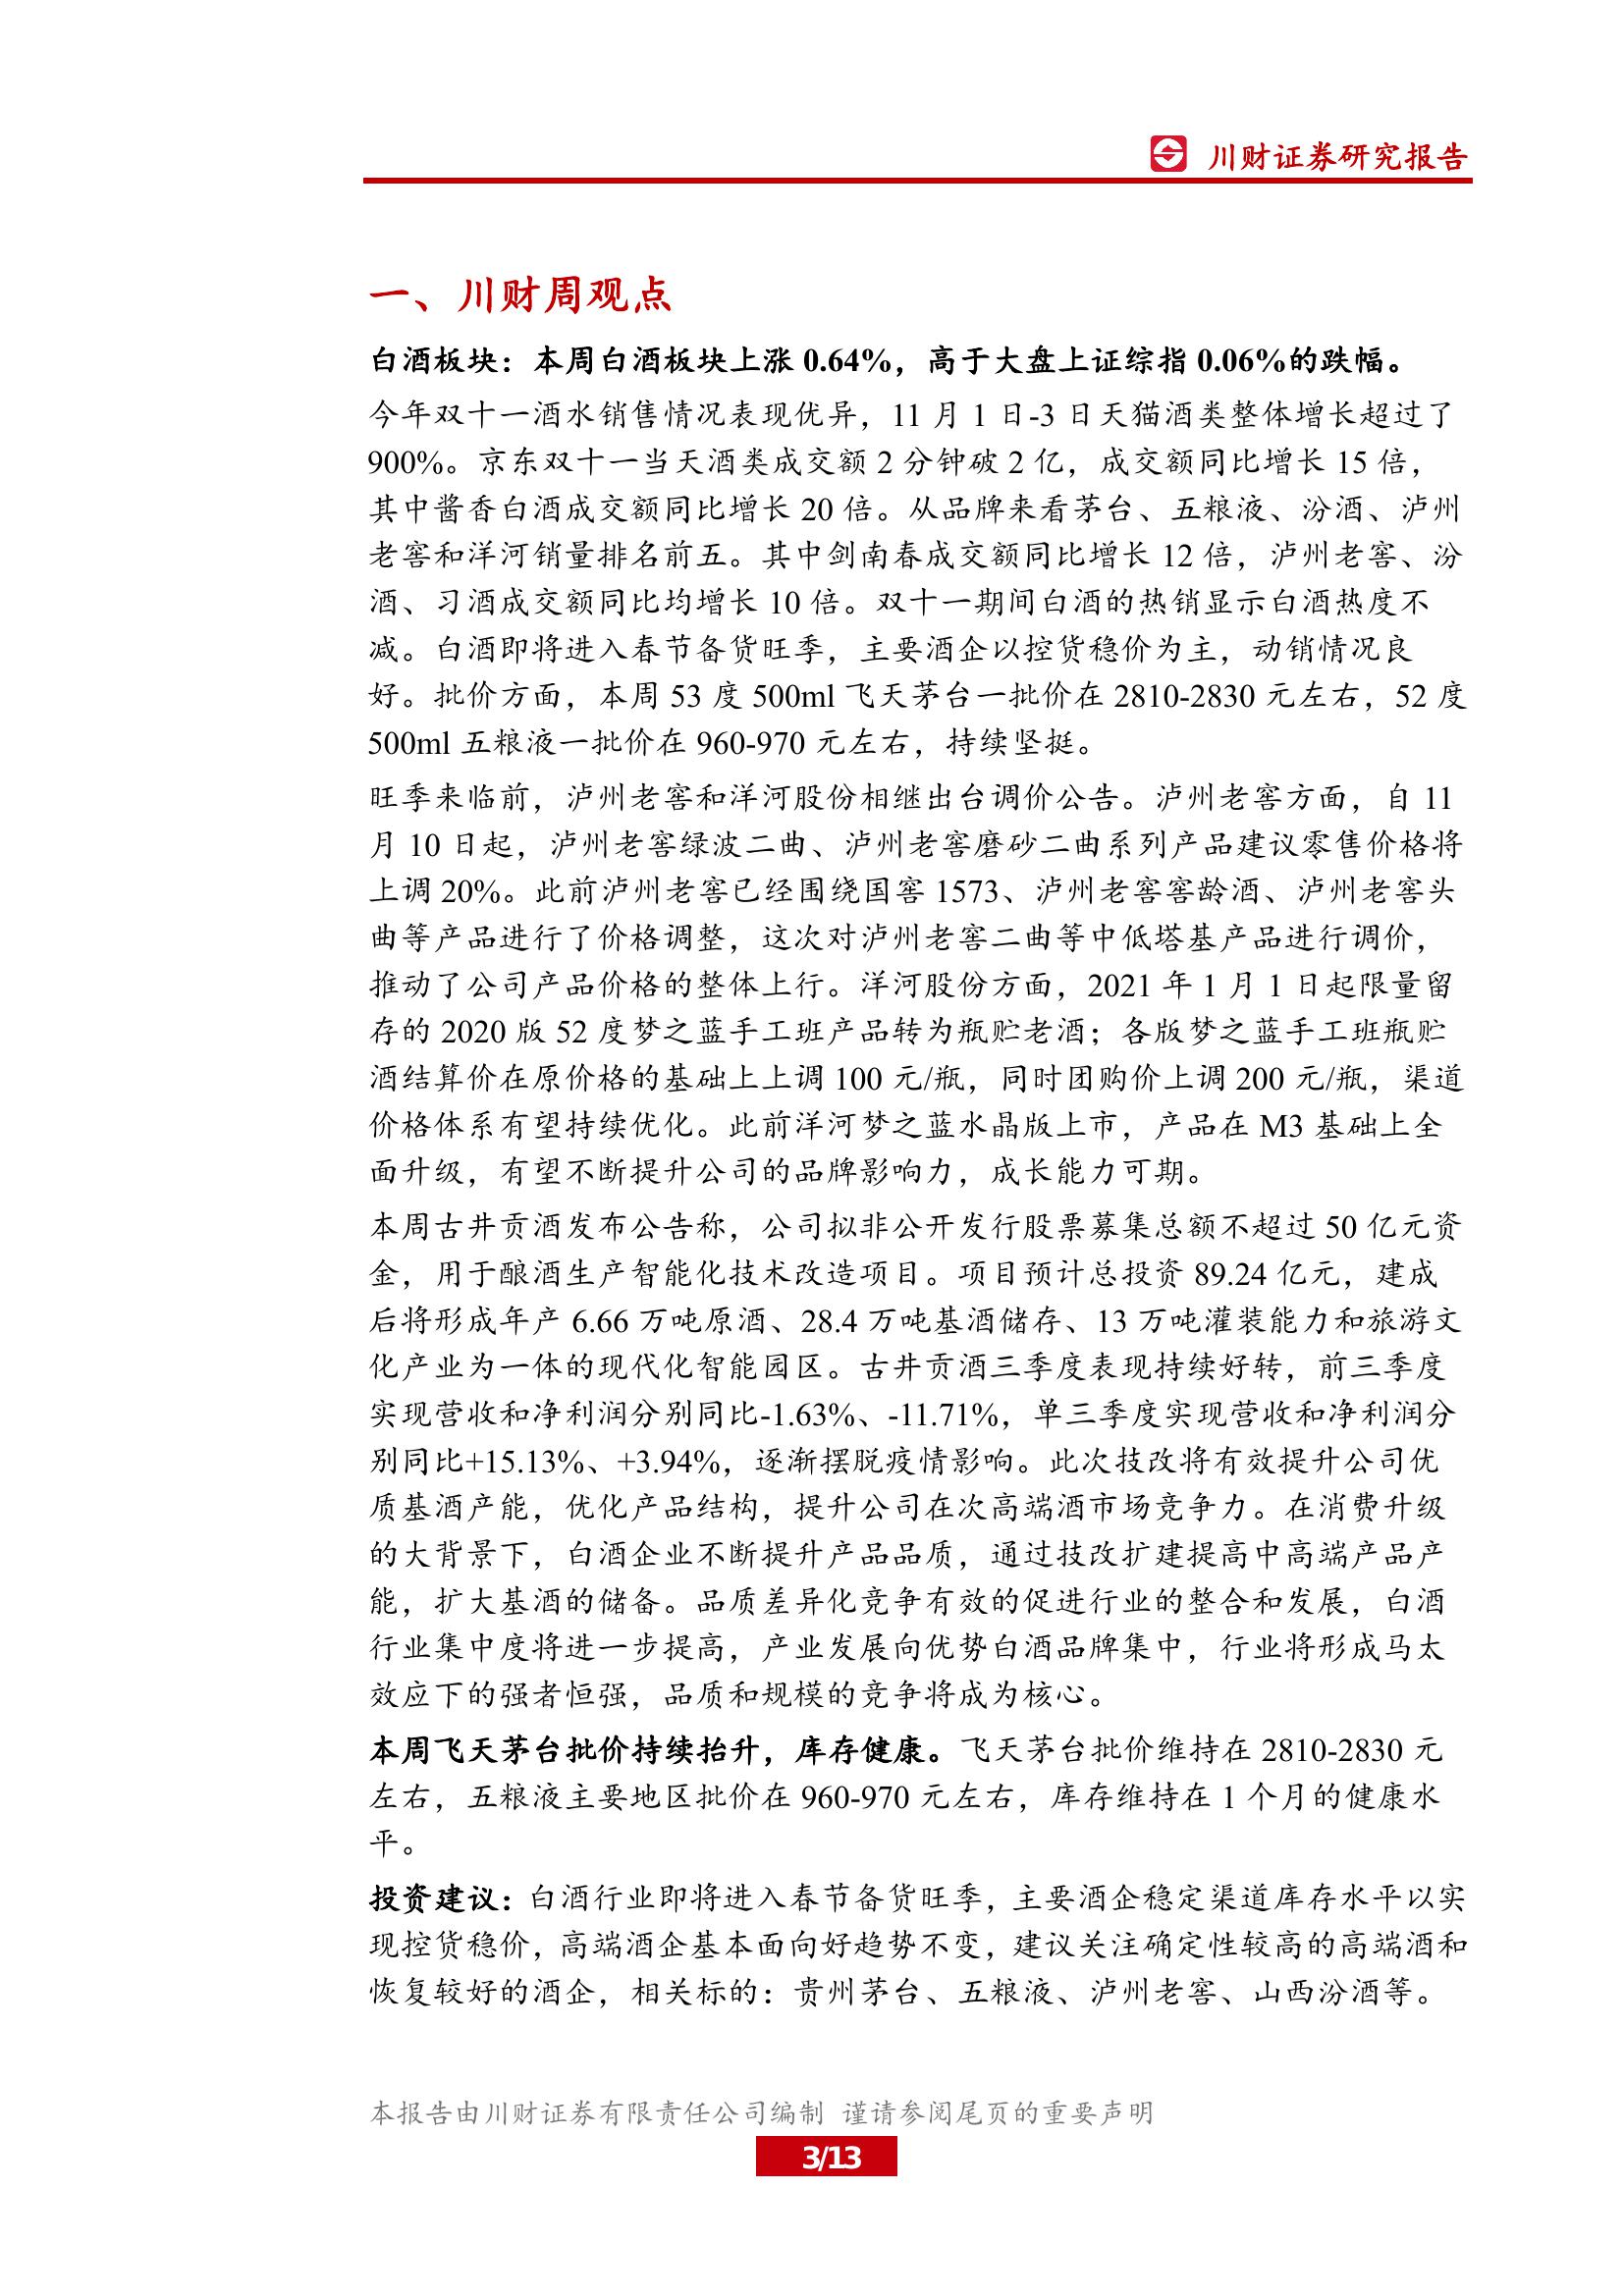 川财证券研究报告
一、川财周观点
白酒板块：本周白酒板块上涨 0.64%，高于大盘上证综指 0.06%的跌幅。
今年双十一酒水销售情况表现优异，11 月 1 日-3 日天猫酒类整体增长超过了
900%。京东双十一当天酒类成交额 2 分钟破 2 亿，成交额同比增长 15 倍，
其中酱香白酒成交额同比增长 20 倍。从品牌来看茅台、五粮液、汾酒、泸州
老窖和洋河销量排名前五。其中剑南春成交额同比增长 12 倍，泸州老窖、汾
酒、习酒成交额同比均增长 10 倍。双十一期间白酒的热销显示白酒热度不
减。白酒即将进入春节备货旺季，主要酒企以控货稳价为主，动销情况良
好。批价方面，本周 53 度 500ml 飞天茅台一批价在 2810-2830 元左右，52 度
500ml 五粮液一批价在 960-970 元左右，持续坚挺。
旺季来临前，泸州老窖和洋河股份相继出台调价公告。泸州老窖方面，自 11
月 10 日起，泸州老窖绿波二曲、泸州老窖磨砂二曲系列产品建议零售价格将
上调 20%。此前泸州老窖已经围绕国窖 1573、泸州老窖窖龄酒、泸州老窖头
曲等产品进行了价格调整，这次对泸州老窖二曲等中低塔基产品进行调价，
推动了公司产品价格的整体上行。洋河股份方面，2021 年 1 月 1 日起限量留
存的 2020 版 52 度梦之蓝手工班产品转为瓶贮老酒；各版梦之蓝手工班瓶贮
酒结算价在原价格的基础上上调 100 元/瓶，同时团购价上调 200 元/瓶，渠道
价格体系有望持续优化。此前洋河梦之蓝水晶版上市，产品在 M3 基础上全
面升级，有望不断提升公司的品牌影响力，成长能力可期。
本周古井贡酒发布公告称，公司拟非公开发行股票募集总额不超过 50 亿元资
金，用于酿酒生产智能化技术改造项目。项目预计总投资 89.24 亿元，建成
后将形成年产 6.66 万吨原酒、28.4 万吨基酒储存、13 万吨灌装能力和旅游文
化产业为一体的现代化智能园区。古井贡酒三季度表现持续好转，前三季度
实现营收和净利润分别同比-1.63%、-11.71%，单三季度实现营收和净利润分
别同比+15.13%、+3.94%，逐渐摆脱疫情影响。此次技改将有效提升公司优
质基酒产能，优化产品结构，提升公司在次高端酒市场竞争力。在消费升级
的大背景下，白酒企业不断提升产品品质，通过技改扩建提高中高端产品产
能，扩大基酒的储备。品质差异化竞争有效的促进行业的整合和发展，白酒
行业集中度将进一步提高，产业发展向优势白酒品牌集中，行业将形成马太
效应下的强者恒强，品质和规模的竞争将成为核心。
本周飞天茅台批价持续抬升，库存健康。飞天茅台批价维持在 2810-2830 元
左右，五粮液主要地区批价在 960-970 元左右，库存维持在 1 个月的健康水
平。
投资建议：白酒行业即将进入春节备货旺季，主要酒企稳定渠道库存水平以实
现控货稳价，高端酒企基本面向好趋势不变，建议关注确定性较高的高端酒和
恢复较好的酒企，相关标的：贵州茅台、五粮液、泸州老窖、山西汾酒等。
本报告由川财证券有限责任公司编制 谨请参阅尾页的重要声明
3/13